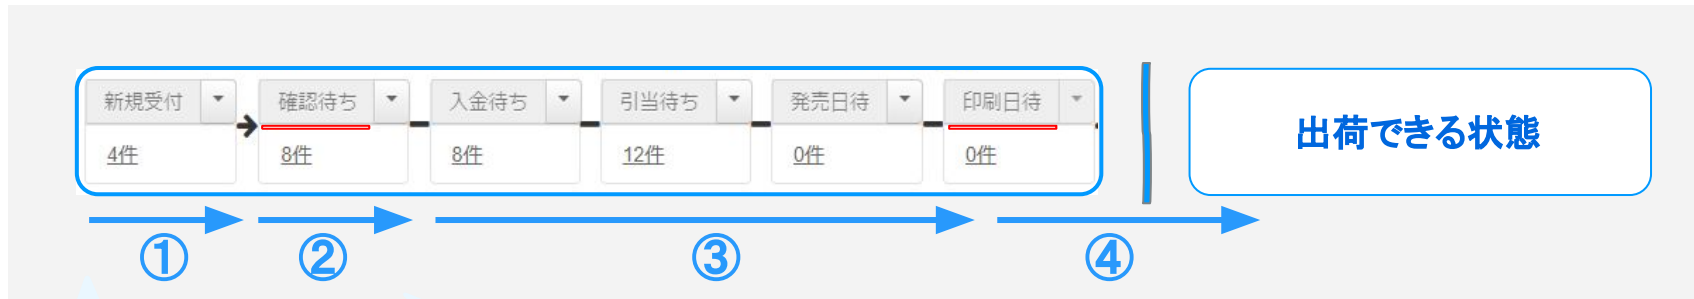 新規受付
確認待ち
入金待ち
引当待ち
発売日待
印刷日待
4件
8件
8件
12件
0件
0件
出荷できる状態
①
②
③
④